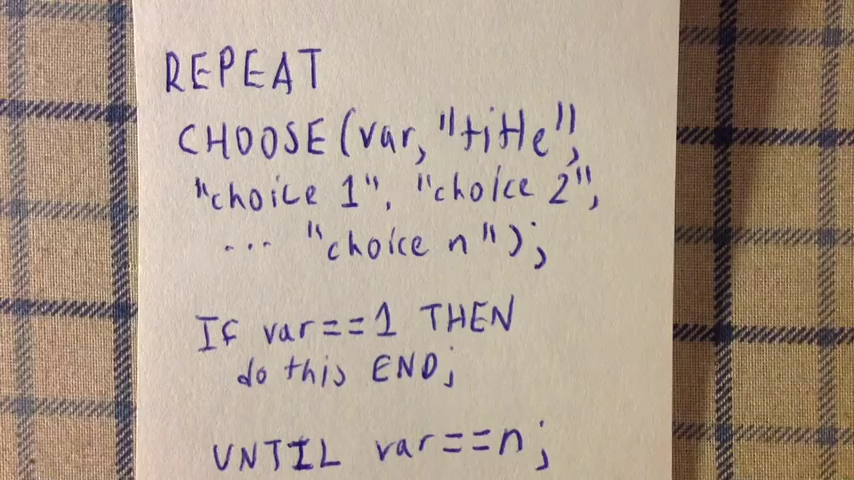 REPEAT
CHOOSE(var, "title",
"choice 1", "choice 2",
... "choice n");
If var==1 THEN
do this END;
UNTIL var==n;